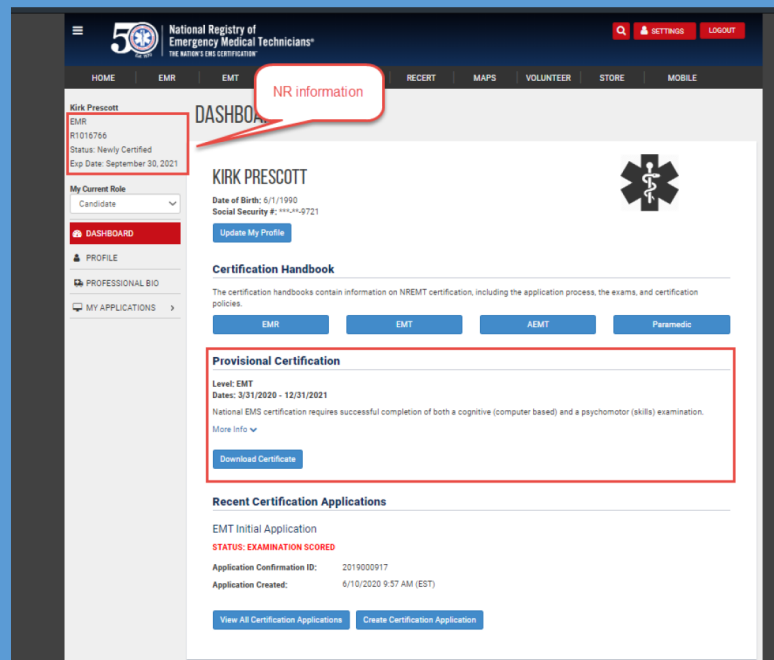 50
Est. 1970
National Registry of
Emergency Medical Technicians®
THE NATION'S EMS CERTIFICATION™
SETTINGS
LOGOUT
HOME
EMR
EMT
RECERT
MAPS
VOLUNTEER
STORE
MOBILE
NR information
Kirk Prescott
EMR
R1016766
Status: Newly Certified
Exp Date: September 30, 2021
My Current Role
Candidate
DASHBOARD
PROFILE
PROFESSIONAL BIO
MY APPLICATIONS
KIRK PRESCOTT
Date of Birth: 6/1/1990
Social Security #: ***-**-9721
Update My Profile
Certification Handbook
The certification handbooks contain information on NREMT certification, including the application process, the exams, and certification
policies.
EMR
EMT
AEMT
Paramedic
Provisional Certification
Level: EMT
Dates: 3/31/2020 - 12/31/2021
National EMS certification requires successful completion of both a cognitive (computer based) and a psychomotor (skills) examination.
More Info
Download Certificate
Recent Certification Applications
EMT Initial Application
STATUS: EXAMINATION SCORED
Application Confirmation ID: 2019000917
Application Created: 6/10/2020 9:57 AM (EST)
View All Certification Applications
Create Certification Application